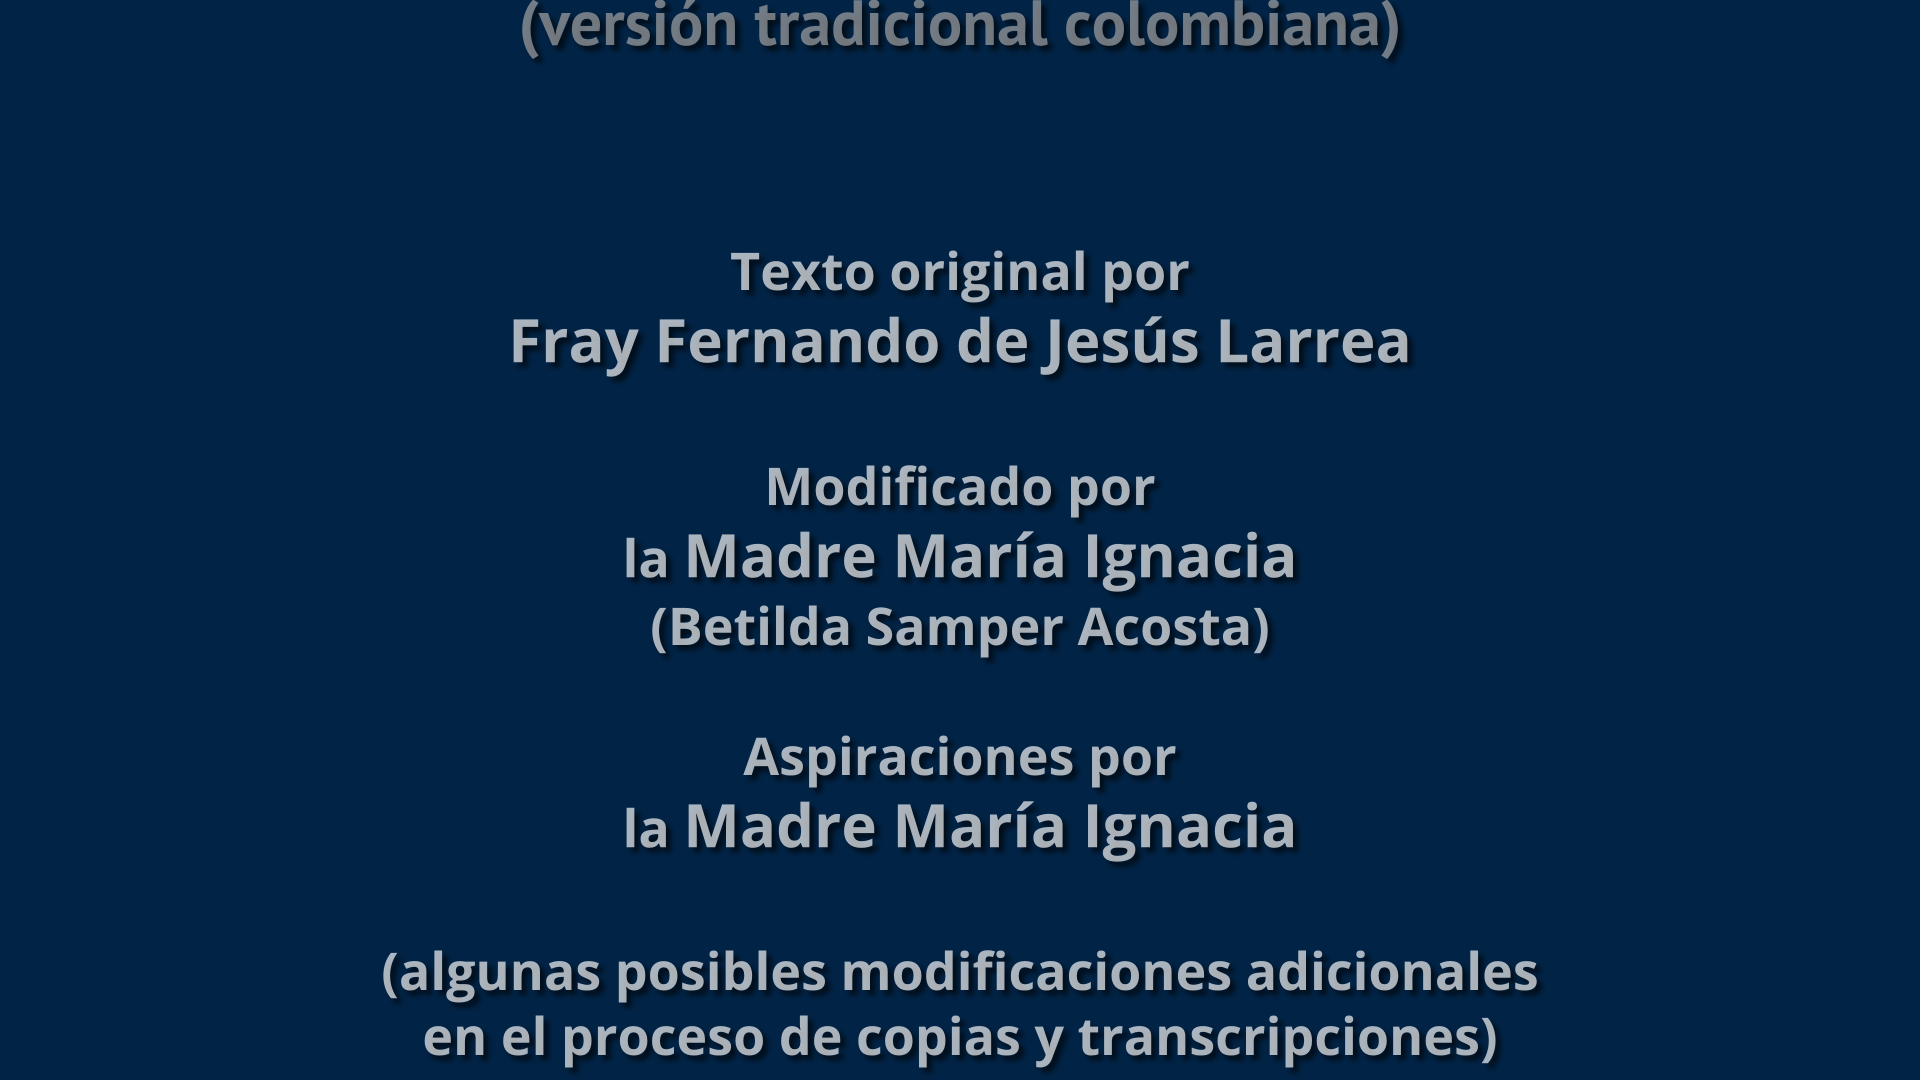 (versión tradicional colombiana)
Texto original por
Fray Fernando de Jesús Larrea
Modificado por
la Madre María Ignacia
(Betilda Samper Acosta)
Aspiraciones por
la Madre María Ignacia
(algunas posibles modificaciones adicionales
en el proceso de copias y transcripciones)